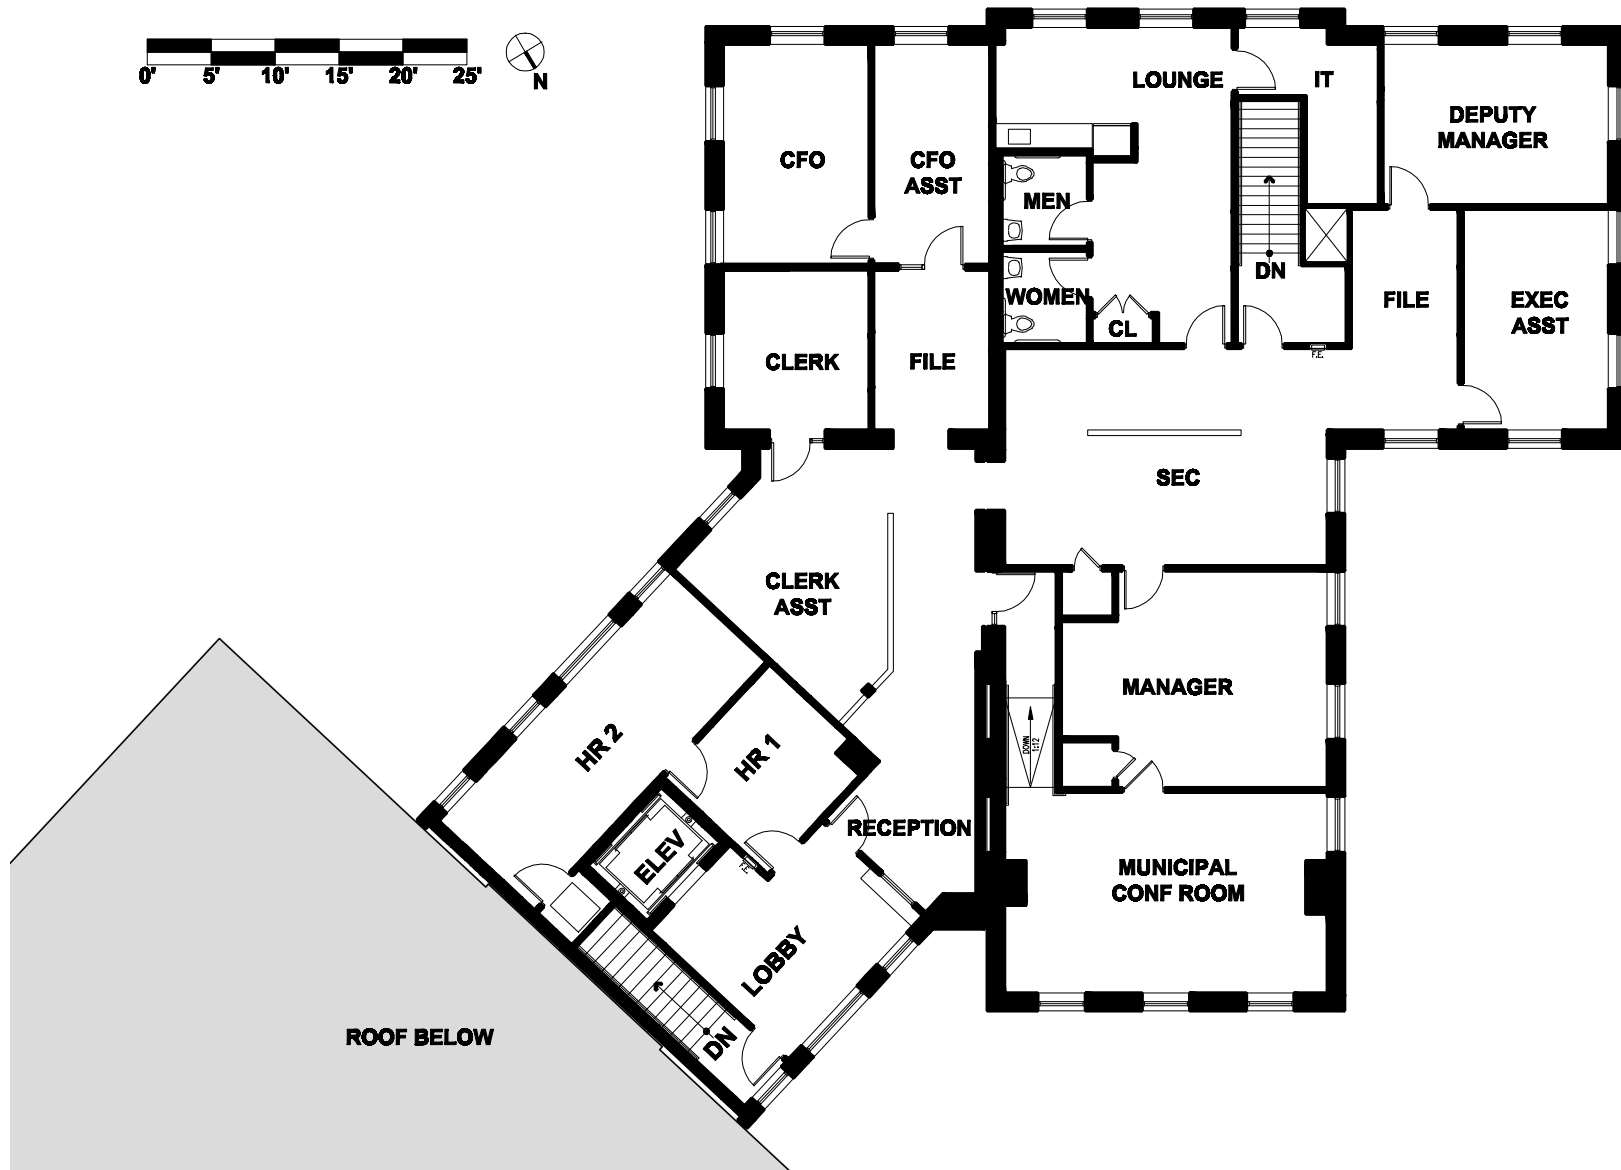 0' 5' 10' 15' 20' 25'
N
LOUNGE
IT
DEPUTY
MANAGER
CFO
CFO
ASST
MEN
WOMEN
CL
DN
FILE
EXEC
ASST
CLERK
FILE
F.E.
SEC
CLERK
ASST
MANAGER
HR 2
HR 1
DOWN
1:12
RECEPTION
ELEV
F.E.
MUNICIPAL
CONF ROOM
LOBBY
DN
ROOF BELOW